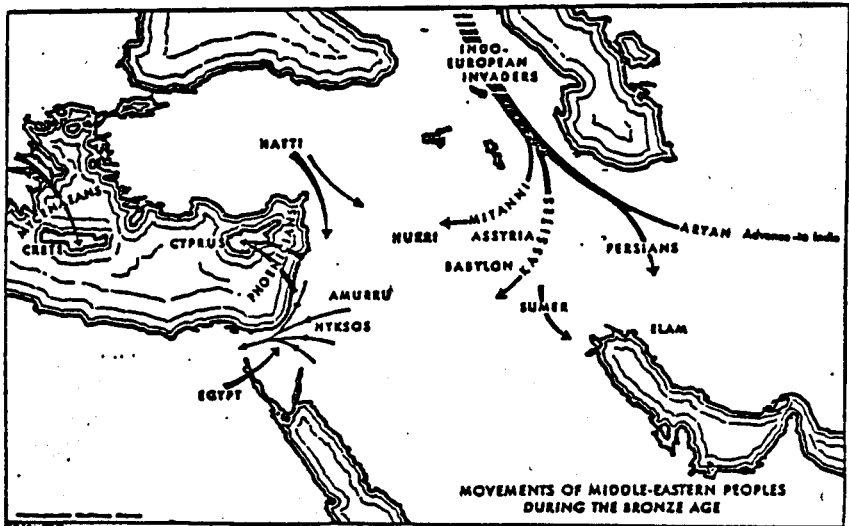 INDO-
EUROPEAN
INVADERS
HATTI
MYCENAEANS
CRETE
CYPRUS
PHOENICIANS
HURRI
MITANNI
ASSYRIA
KASSITES
BABYLON
PERSIANS
ARYAN Advance to India
AMURRU
HYKSOS
SUMER
ELAM
EGYPT
MOVEMENTS OF MIDDLE-EASTERN PEOPLES
DURING THE BRONZE AGE